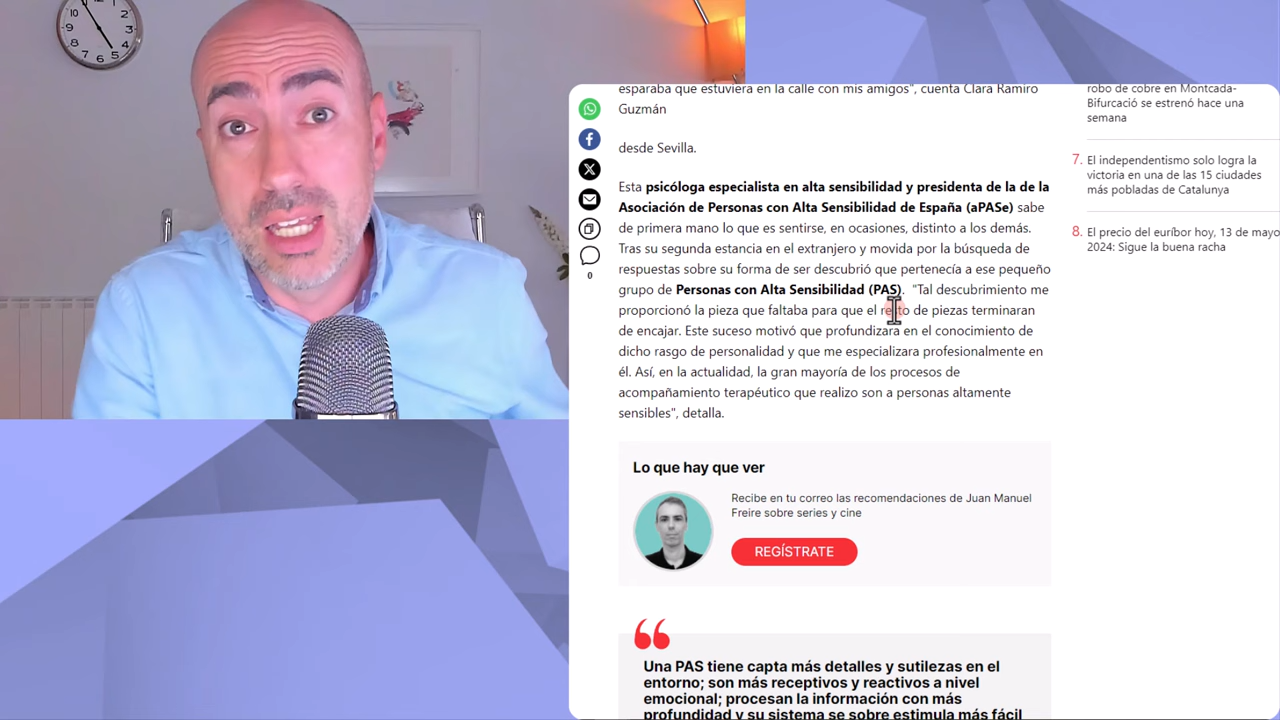 esparaba que estuviera en la calle con mis amigos", cuenta Clara Ramiro
Guzmán
desde Sevilla.
Esta psicóloga especialista en alta sensibilidad y presidenta de la de la
Asociación de Personas con Alta Sensibilidad de España (aPASe) sabe
de primera mano lo que es sentirse, en ocasiones, distinto a los demás.
Tras su segunda estancia en el extranjero y movida por la búsqueda de
respuestas sobre su forma de ser descubrió que pertenecía a ese pequeño
grupo de Personas con Alta Sensibilidad (PAS). "Tal descubrimiento me
proporcionó la pieza que faltaba para que el resto de piezas terminaran
de encajar. Este suceso motivó que profundizara en el conocimiento de
dicho rasgo de personalidad y que me especializara profesionalmente en
él. Así, en la actualidad, la gran mayoría de los procesos de
acompañamiento terapéutico que realizo son a personas altamente
sensibles", detalla.
0
Lo que hay que ver
Recibe en tu correo las recomendaciones de Juan Manuel
Freire sobre series y cine
REGÍSTRATE
Una PAS tiene capta más detalles y sutilezas en el
entorno; son más receptivos y reactivos a nivel
emocional; procesan la información con más
profundidad y su sistema se sobre estimula más fácil
robo de cobre en Montcada-
Bifurcació se estrenó hace una
semana
7. El independentismo solo logra la
victoria en una de las 15 ciudades
más pobladas de Catalunya
8. El precio del euríbor hoy, 13 de mayo
2024: Sigue la buena racha